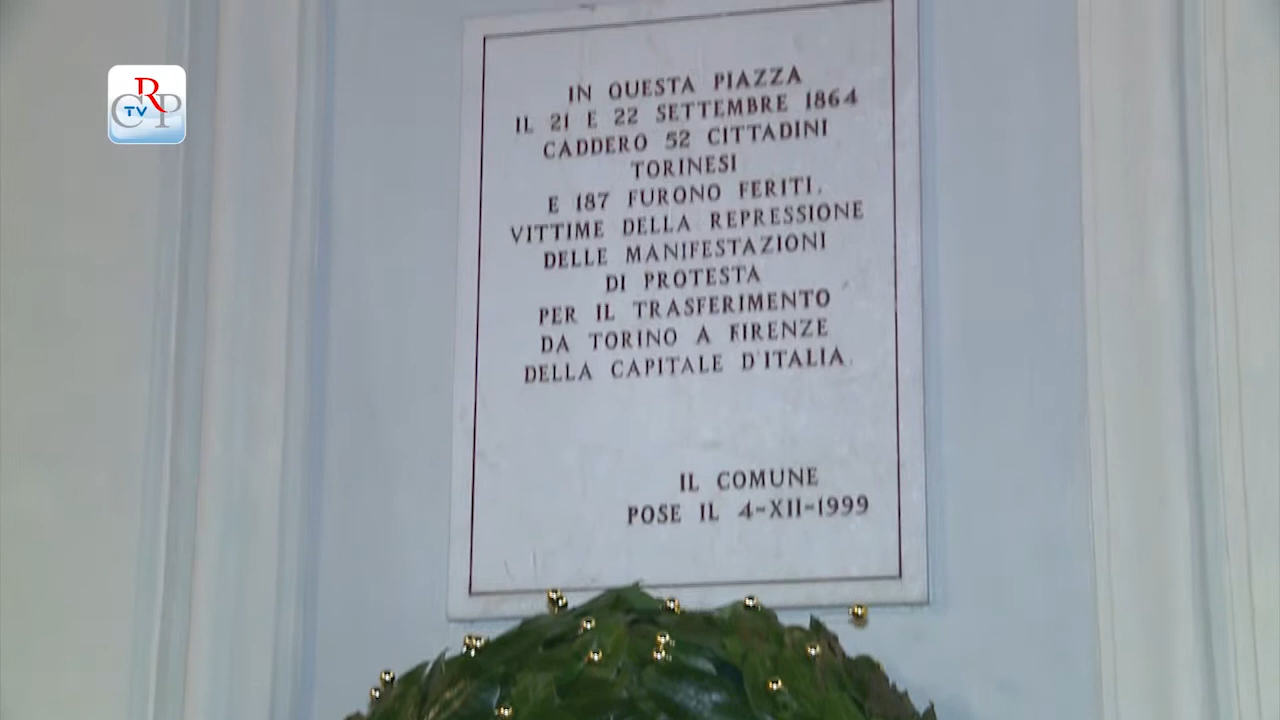 CRP
TV
IN QUESTA PIAZZA
IL 21 E 22 SETTEMBRE 1864
CADDERO 52 CITTADINI
TORINESI
E 187 FURONO FERITI,
VITTIME DELLA REPRESSIONE
DELLE MANIFESTAZIONI
DI PROTESTA
PER IL TRASFERIMENTO
DA TORINO A FIRENZE
DELLA CAPITALE D'ITALIA.
IL COMUNE
POSE IL 4-XII-1999